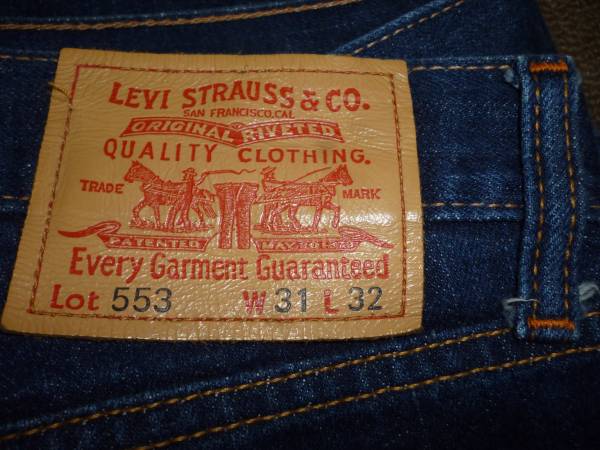 LEVI STRAUSS & CO.
SAN FRANCISCO, CAL
ORIGINAL RIVETED
QUALITY CLOTHING.
TRADE MARK
PATENTED MAY 20 1873
Every Garment Guaranteed
Lot 553 W 31 L 32